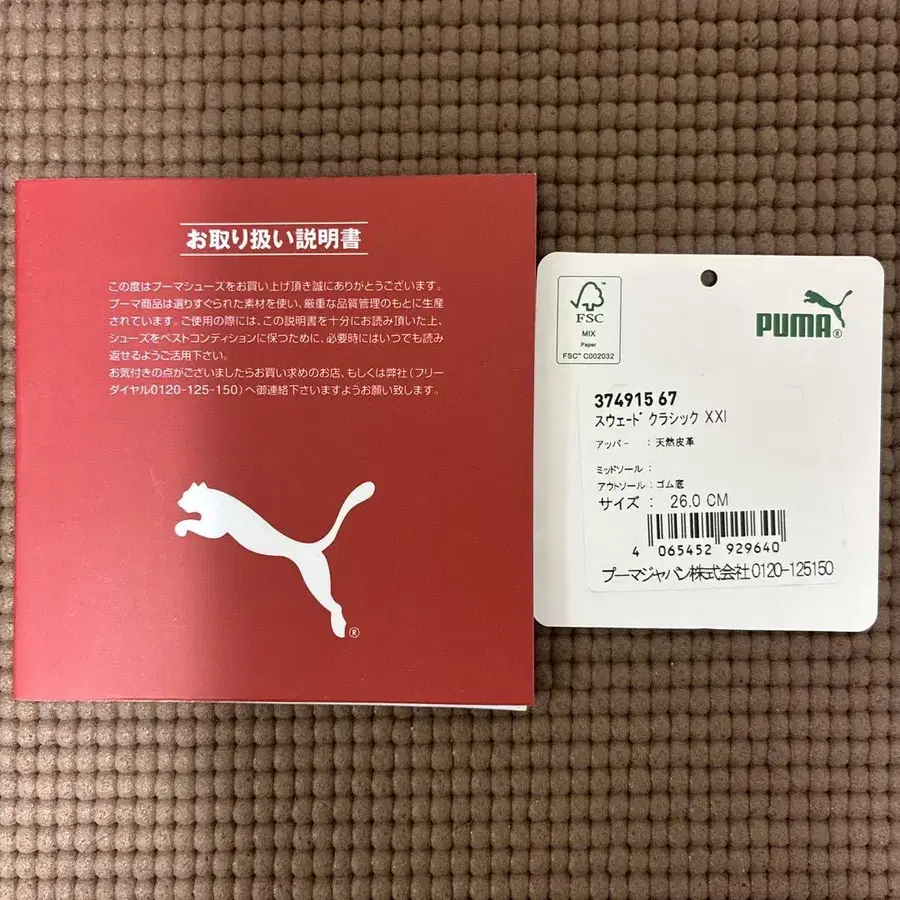 お取り扱い説明書
この度はプーマシューズをお買い上げ頂き誠にありがとうございます。
プーマ商品は選りすぐられた素材を使い、厳重な品質管理のもとに生産
されています。ご使用の際には、この説明書を十分にお読み頂いた上、
シューズをベストコンディションに保つために、必要時にはいつでも読み
返せるようご活用下さい。
お気付きの点がございましたらお買い求めのお店、もしくは弊社(フリー
ダイヤル0120-125-150)へ御連絡下さいますようお願い致します。
®
FSC
MIX
Paper
FSC™ C002032
PUMA®
374915 67
スウェード クラシック XXI
アッパー : 天然皮革
ミッドソール :
アウトソール : ゴム底
サイズ : 26.0 CM
4 065452 929640
プーマジャパン株式会社0120-125150